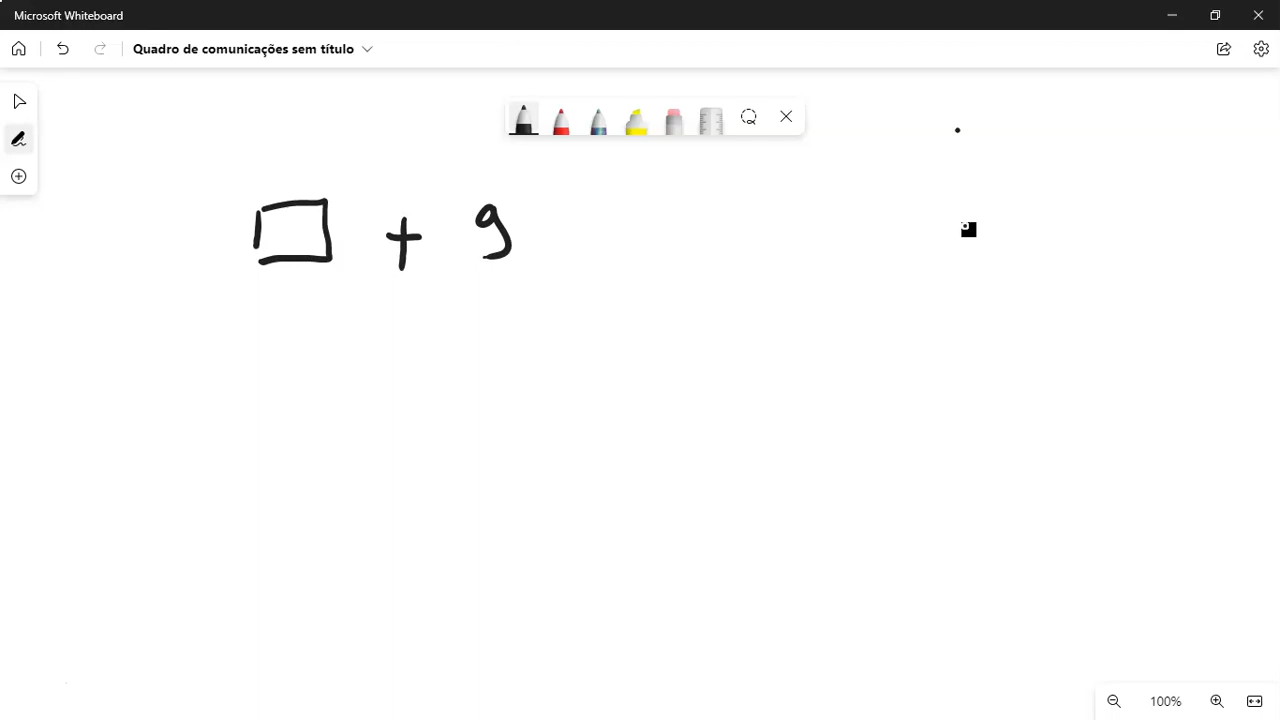 Microsoft Whiteboard
Quadro de comunicações sem título
□ + 9
100%